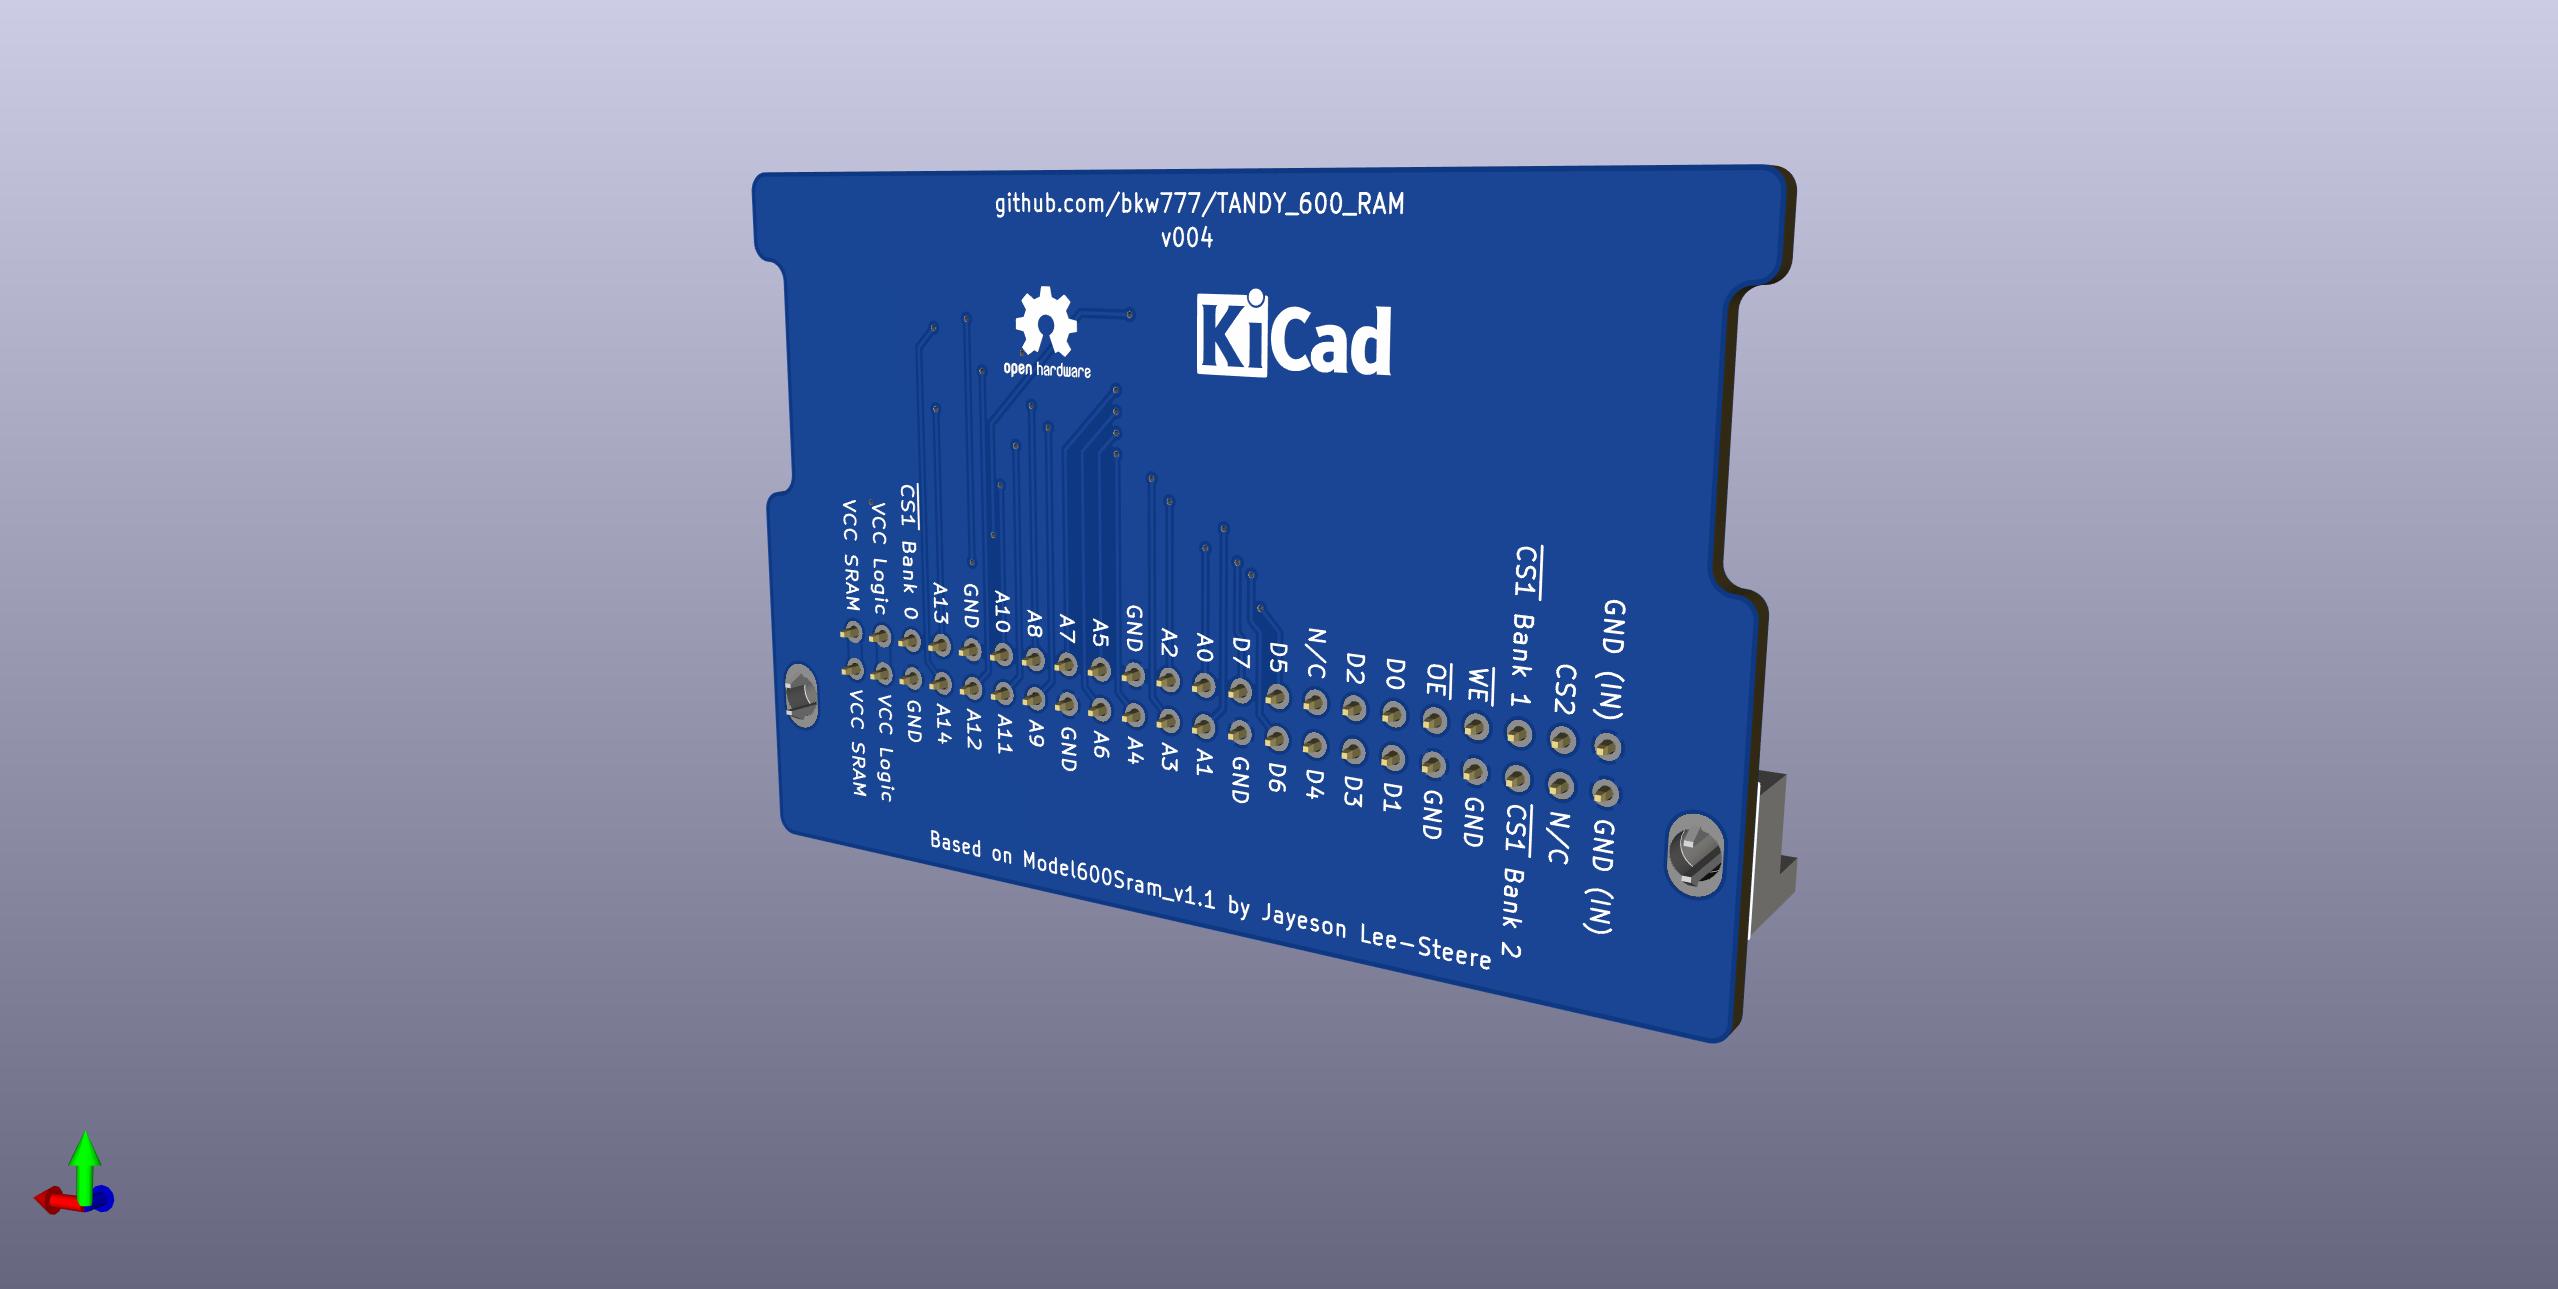 github.com/bkw777/TANDY_600_RAM
v004
open hardware
KiCad
VCC SRAM
VCC Logic
CS1 Bank 0
A13
GND
A10
A8
A7
A5
GND
A2
A0
D7
D5
N/C
D2
D0
OE
WE
CS1 Bank 1
CS2
GND (IN)
VCC SRAM
VCC Logic
GND
A14
A12
A11
A9
GND
A6
A4
A3
A1
GND
D6
D4
D3
D1
GND
GND
CS1 Bank 2
N/C
GND (IN)
Based on Model600Sram_v1.1 by Jayeson Lee-Steere